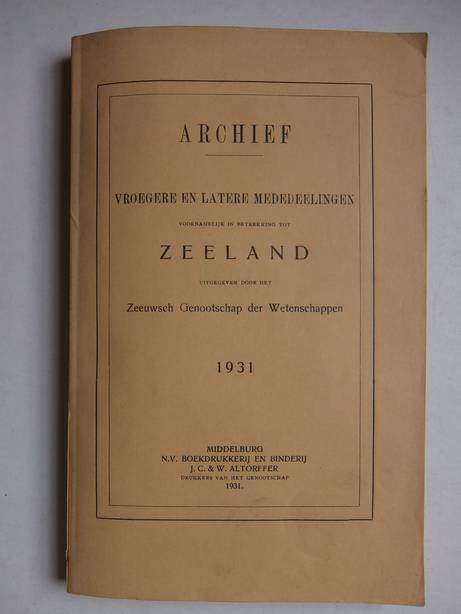 ARCHIEF
VROEGERE EN LATERE MEDEDEELINGEN
VOORNAMELIJK IN BETREKKING TOT
ZEELAND
UITGEGEVEN DOOR HET
Zeeuwsch Genootschap der Wetenschappen
1931
MIDDELBURG
N.V. BOEKDRUKKERIJ EN BINDERIJ
J. C. & W. ALTORFFER
DRUKKERS VAN HET GENOOTSCHAP
1931.